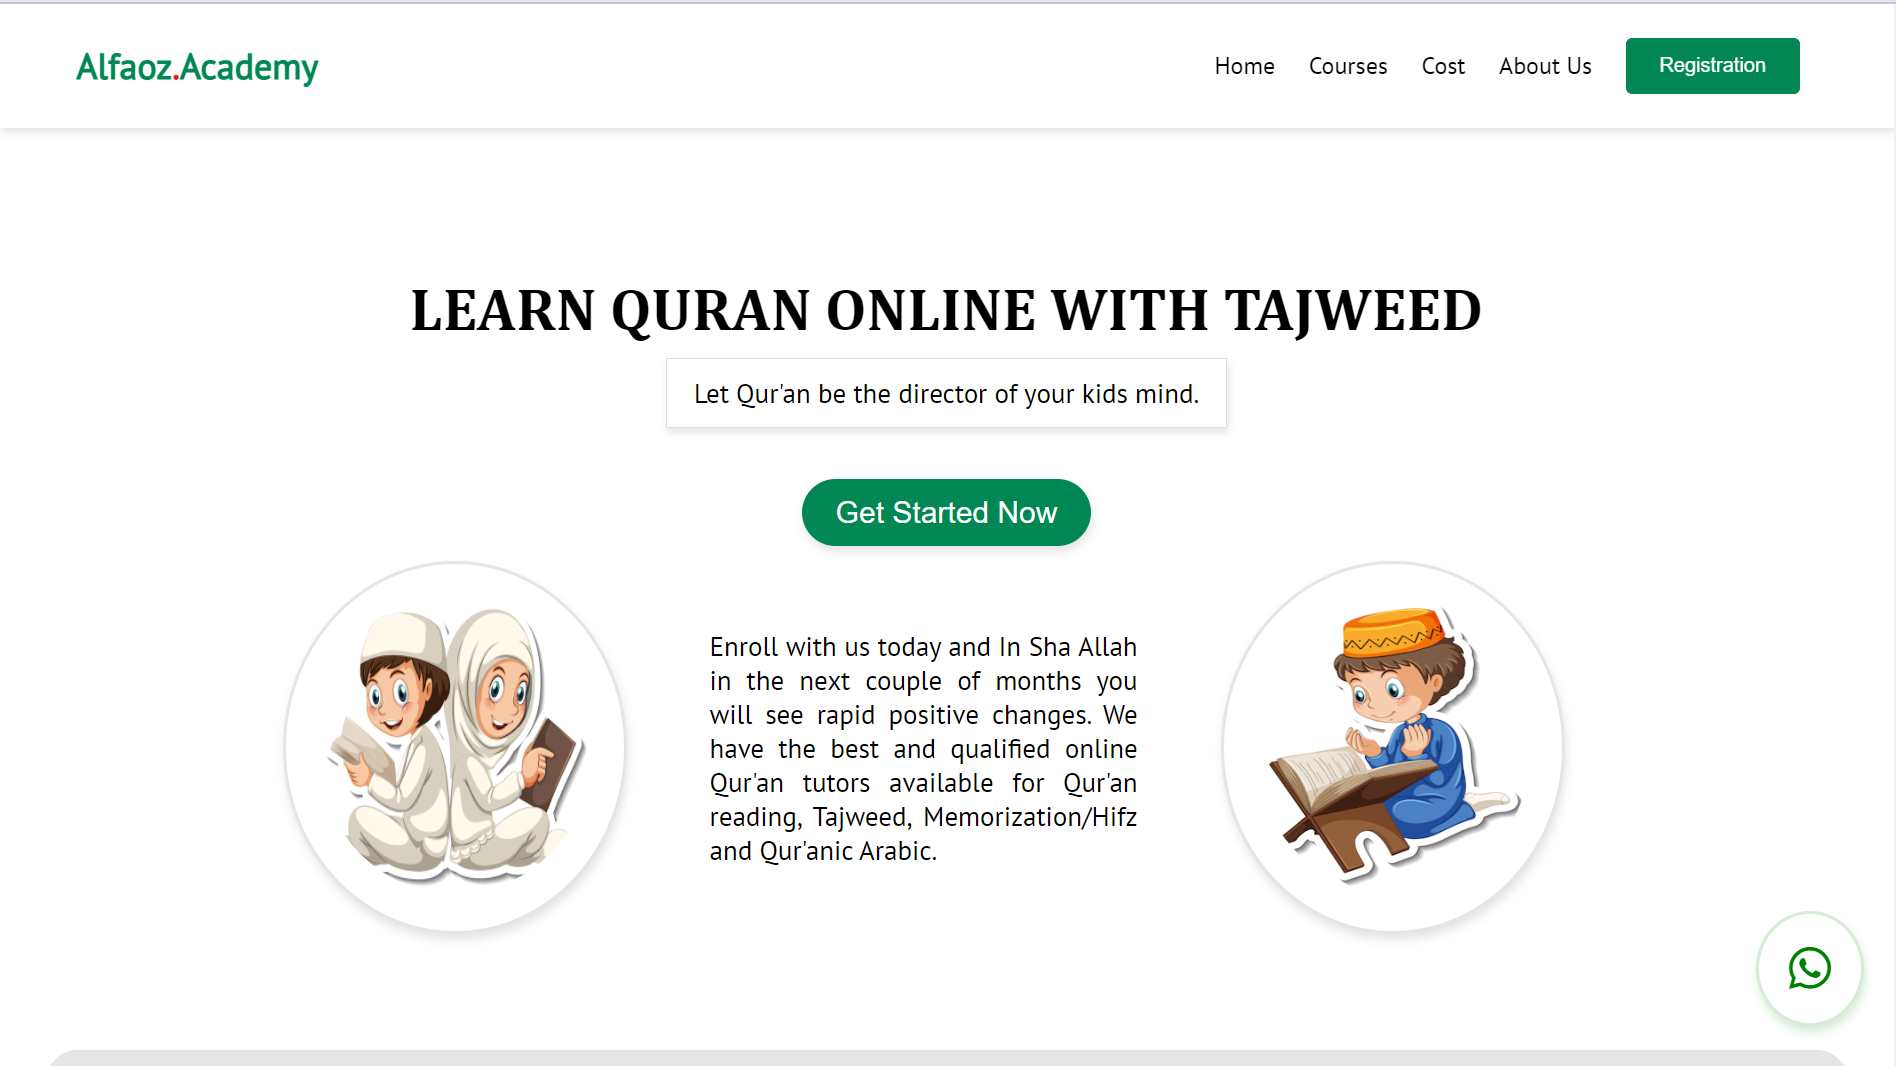 Alfaoz.Academy
Home Courses Cost About Us Registration
LEARN QURAN ONLINE WITH TAJWEED
Let Qur'an be the director of your kids mind.
Get Started Now
Enroll with us today and In Sha Allah
in the next couple of months you
will see rapid positive changes. We
have the best and qualified online
Qur'an tutors available for Qur'an
reading, Tajweed, Memorization/Hifz
and Qur'anic Arabic.